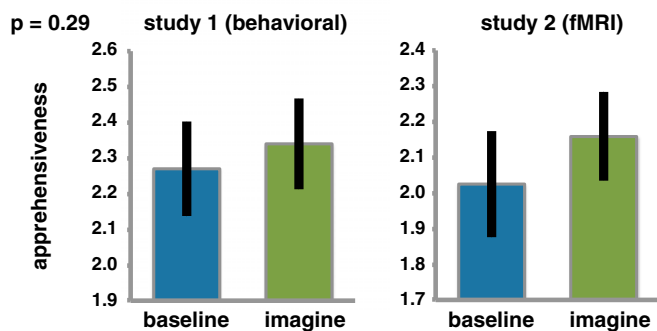 p = 0.29
study 1 (behavioral)
study 2 (fMRI)
apprehensiveness
2.6
2.5
2.4
2.3
2.2
2.1
2.0
1.9
baseline
imagine
2.4
2.3
2.2
2.1
2.0
1.9
1.8
1.7
baseline
imagine